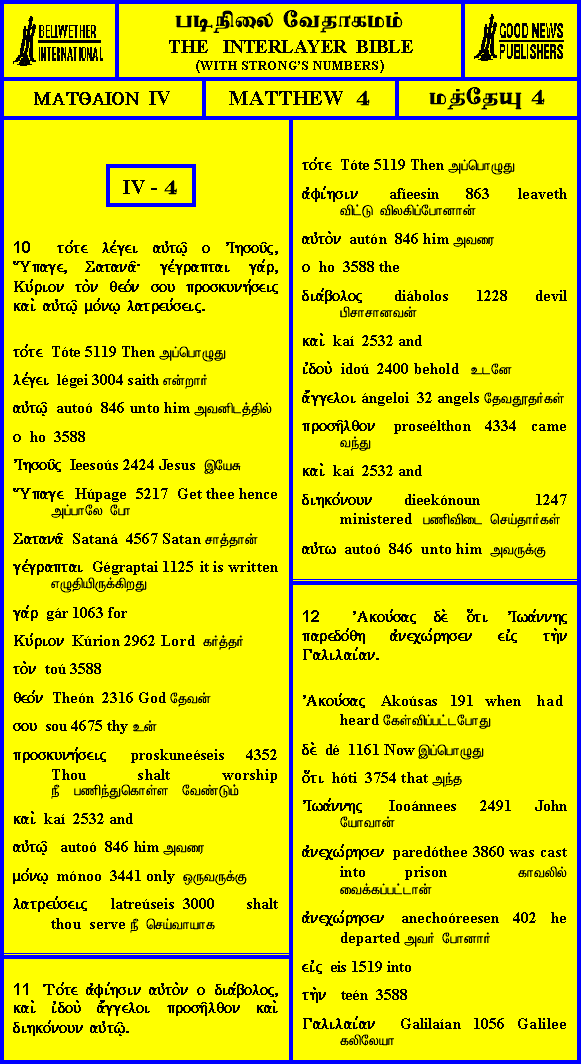 BELLWETHER
INTERNATIONAL
படிநிலை வேதாகமம்
THE INTERLAYER BIBLE
(WITH STRONG'S NUMBERS)
GOOD NEWS
PUBLISHERS
ΜΑΤΘΑΙΟΝ IV
MATTHEW 4
மத்தேயு 4
IV - 4
10 τότε λέγει αὐτῷ ο Ἰησοῦς,
Ὕπαγε, Σατανᾶ· γέγραπται γάρ,
Κύριον τὸν θεόν σου προσκυνήσεις
καὶ αὐτῷ μόνῳ λατρεύσεις.
τότε Tóte 5119 Then அப்பொழுது
λέγει légei 3004 saith என்றார்
αὐτῷ autoó 846 unto him அவனிடத்தில்
ο ho 3588
Ἰησοῦς Ieesoús 2424 Jesus இயேசு
Ὕπαγε Húpage 5217 Get thee hence
அப்பாலே போ
Σατανᾶ Sataná 4567 Satan சாத்தான்
γέγραπται Gégraptai 1125 it is written
எழுதியிருக்கிறது
γάρ gár 1063 for
Κύριον Kúrion 2962 Lord கர்த்தர்
τὸν toú 3588
θεόν Theón 2316 God தேவன்
σου sou 4675 thy உன்
προσκυνήσεις proskuneéseis 4352
Thou shalt worship
நீ பணிந்துகொள்ள வேண்டும்
καὶ kaí 2532 and
αὐτῷ autoó 846 him அவரை
μόνῳ mónoo 3441 only ஒருவருக்கு
λατρεύσεις latreúseis 3000 shalt
thou serve நீ செய்வாயாக
11 Τότε ἀφίησιν αὐτὸν ο διάβολος,
καὶ ἰδοὺ ἄγγελοι προσῆλθον καὶ
διηκόνουν αὐτῷ.
τότε Tóte 5119 Then அப்பொழுது
ἀφίησιν afieesin 863 leaveth
விட்டு விலகிப்போனான்
αὐτὸν autón 846 him அவரை
ο ho 3588 the
διάβολος diábolos 1228 devil
பிசாசானவன்
καὶ kaí 2532 and
ἰδοὺ idoú 2400 behold உடனே
ἄγγελοι ángeloi 32 angels தேவதூதர்கள்
προσῆλθον proseélthon 4334 came
வந்து
καὶ kaí 2532 and
διηκόνουν dieekónoun 1247
ministered பணிவிடை செய்தார்கள்
αὐτω autoó 846 unto him அவருக்கு
12 Ἀκούσας δὲ ὅτι Ἰωάννης
παρεδόθη ἀνεχώρησεν εἰς τὴν
Γαλιλαίαν.
Ἀκούσας Akoúsas 191 when had
heard கேள்விப்பட்டபோது
δὲ dé 1161 Now இப்பொழுது
ὅτι hóti 3754 that அந்த
Ἰωάννης Iooánnees 2491 John
யோவான்
ἀνεχώρησεν paredóthee 3860 was cast
into prison காவலில்
வைக்கப்பட்டான்
ἀνεχώρησεν anechoóreesen 402 he
departed அவர் போனார்
εἰς eis 1519 into
τὴν teén 3588
Γαλιλαίαν Galilaían 1056 Galilee
கலிலேயா